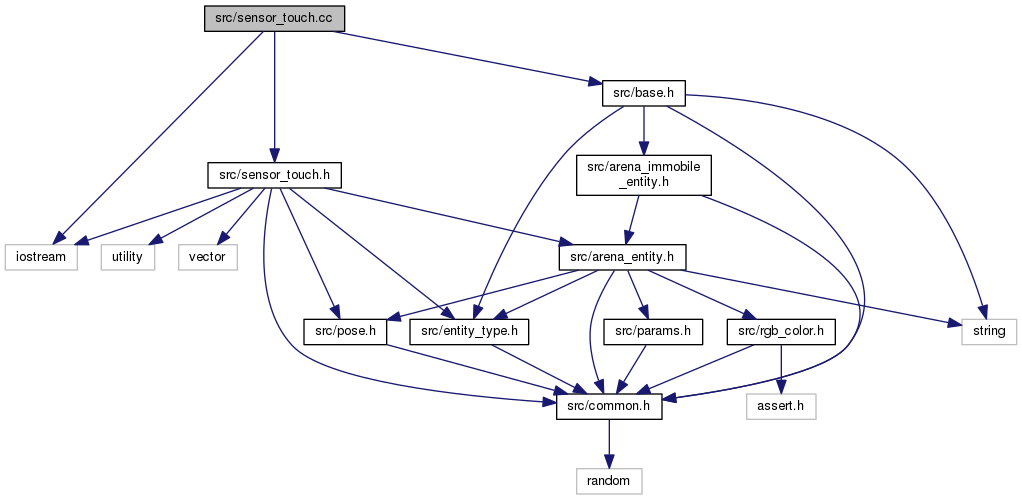 src/sensor_touch.cc
src/base.h
src/arena_immobile
_entity.h
src/sensor_touch.h
iostream
utility
vector
src/arena_entity.h
src/pose.h
src/entity_type.h
src/params.h
src/rgb_color.h
string
src/common.h
assert.h
random